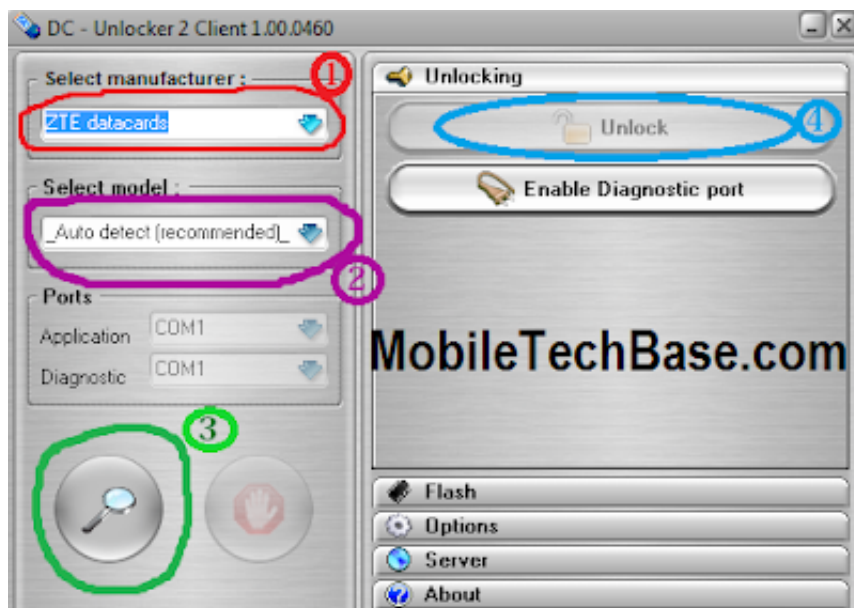 DC - Unlocker 2 Client 1.00.0460
Select manufacturer :
1
ZTE datacards
Select model :
_Auto detect (recommended)_
2
Ports
Application COM1
Diagnostic COM1
3
Unlocking
Unlock
4
Enable Diagnostic port
MobileTechBase.com
Flash
Options
Server
About